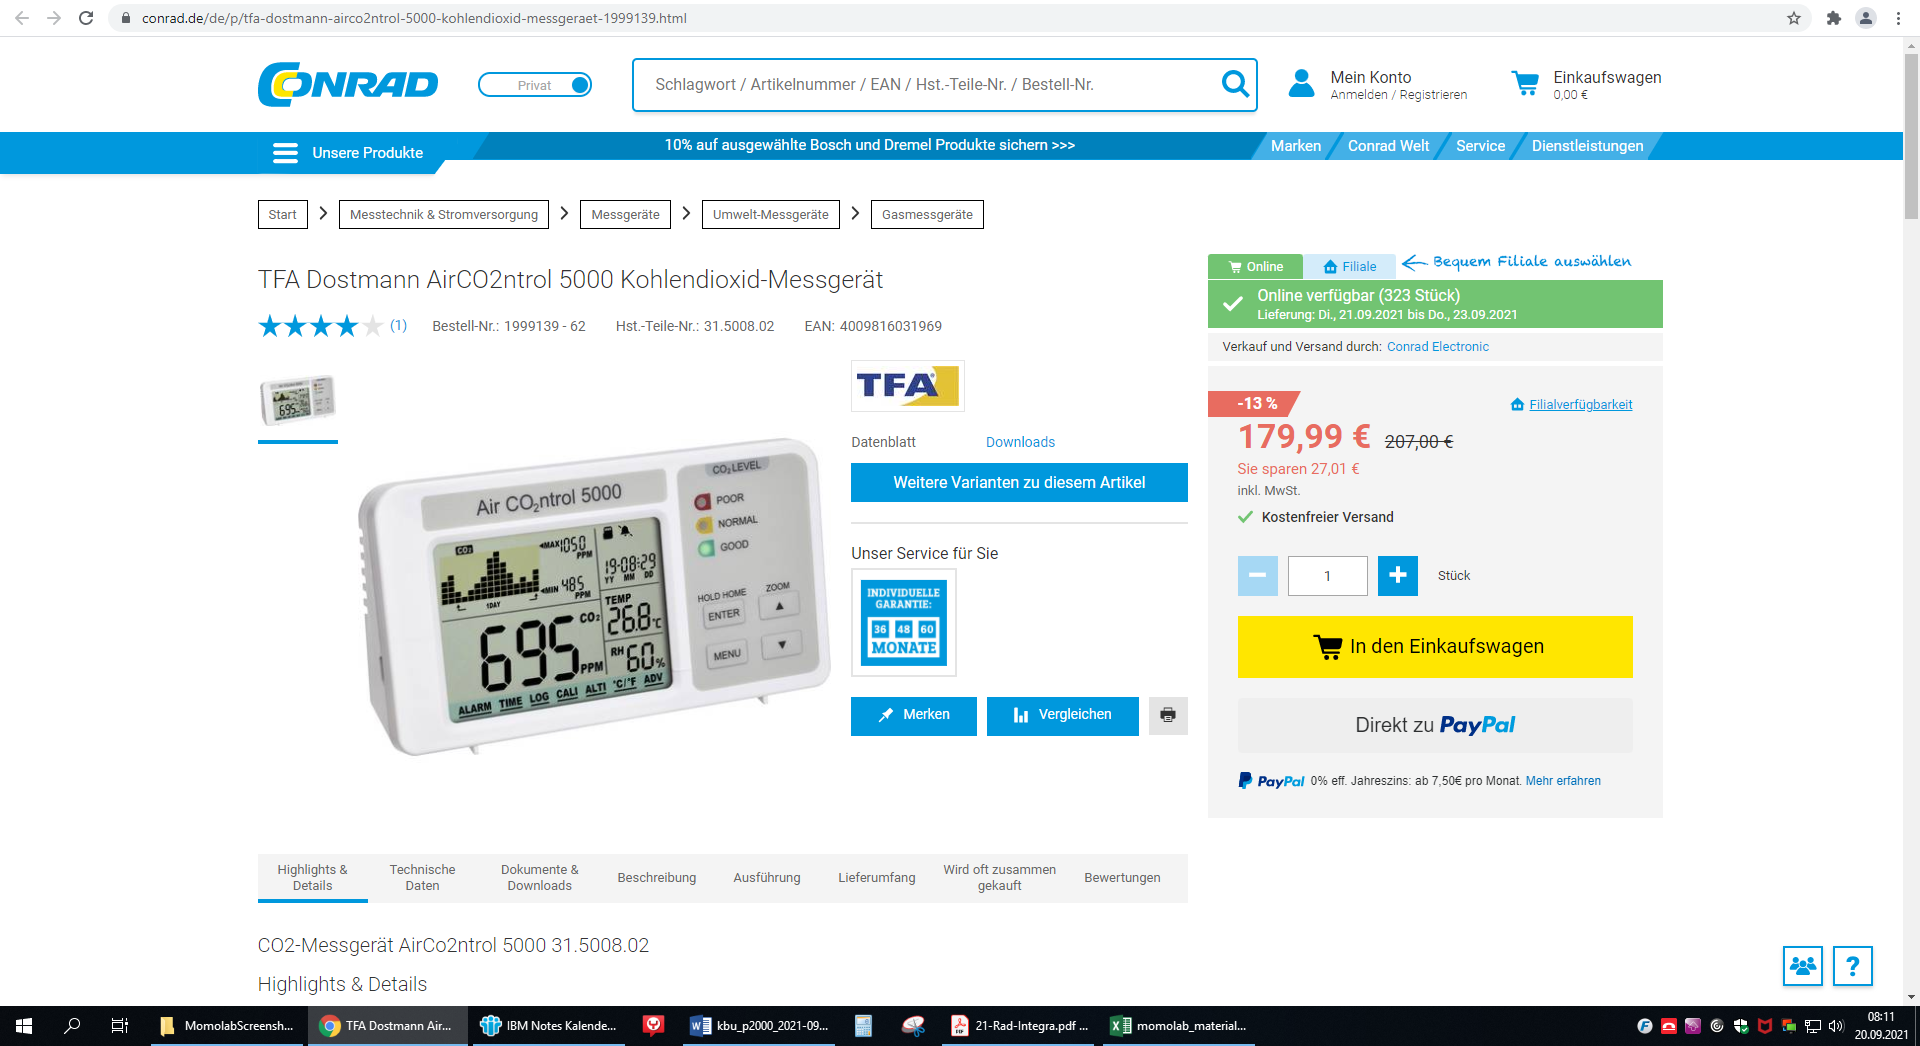 conrad.de/de/p/tfa-dostmann-airco2ntrol-5000-kohlendioxid-messgeraet-1999139.html
CONRAD
Privat
Schlagwort / Artikelnummer / EAN / Hst.-Teile-Nr. / Bestell-Nr.
Mein Konto
Anmelden / Registrieren
Einkaufswagen
0,00 €
Unsere Produkte
10% auf ausgewählte Bosch und Dremel Produkte sichern >>>
Marken
Conrad Welt
Service
Dienstleistungen
Start
Messtechnik & Stromversorgung
Messgeräte
Umwelt-Messgeräte
Gasmessgeräte
TFA Dostmann AirCO2ntrol 5000 Kohlendioxid-Messgerät
(1)
Bestell-Nr.: 1999139 - 62
Hst.-Teile-Nr.: 31.5008.02
EAN: 4009816031969
Online
Filiale
Bequem Filiale auswählen
Online verfügbar (323 Stück)
Lieferung: Di., 21.09.2021 bis Do., 23.09.2021
Verkauf und Versand durch: Conrad Electronic
-13 %
Filialverfügbarkeit
179,99 € 207,00 €
Sie sparen 27,01 €
inkl. MwSt.
Kostenfreier Versand
1
Stück
In den Einkaufswagen
Direkt zu PayPal
PayPal 0% eff. Jahreszins: ab 7,50€ pro Monat. Mehr erfahren
TFA
Datenblatt
Downloads
Weitere Varianten zu diesem Artikel
Unser Service für Sie
INDIVIDUELLE
GARANTIE:
36 48 60
MONATE
Merken
Vergleichen
Air CO2ntrol 5000
CO2 LEVEL
POOR
NORMAL
GOOD
HOLD HOME
ZOOM
ENTER
MENU
CO2
MAX 1050 PPM
MIN 485 PPM
1DAY
19-08-29
YY MM DD
TEMP
26.8°C
695 CO2 PPM
RH 60%
ALARM TIME LOG CALI ALTI °C/°F ADV
Highlights &
Details
Technische
Daten
Dokumente &
Downloads
Beschreibung
Ausführung
Lieferumfang
Wird oft zusammen
gekauft
Bewertungen
CO2-Messgerät AirCo2ntrol 5000 31.5008.02
Highlights & Details
?
MomolabScreensh...
TFA Dostmann Air...
IBM Notes Kalende...
kbu_p2000_2021-09...
21-Rad-Integra.pdf ...
momolab_material...
08:11
20.09.2021